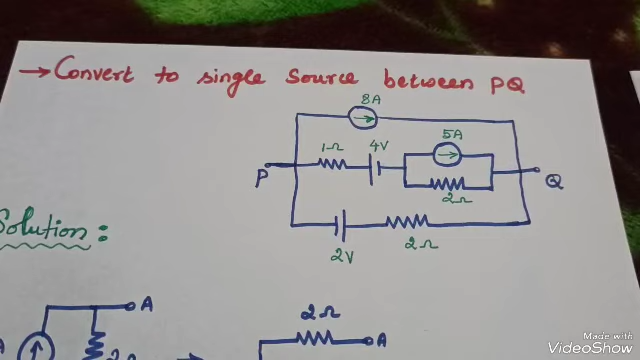 → Convert to single source between PQ
8A
1Ω 4V 5A
P Q
2Ω
2V 2Ω
Solution:
A
2Ω
A
Made with
VideoShow